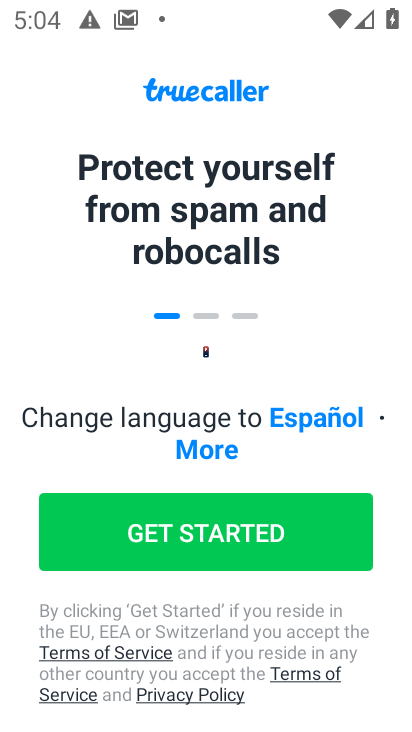 5:04
truecaller
Protect yourself
from spam and
robocalls
Change language to Español ·
More
GET STARTED
By clicking ‘Get Started’ if you reside in
the EU, EEA or Switzerland you accept the
Terms of Service and if you reside in any
other country you accept the Terms of
Service and Privacy Policy